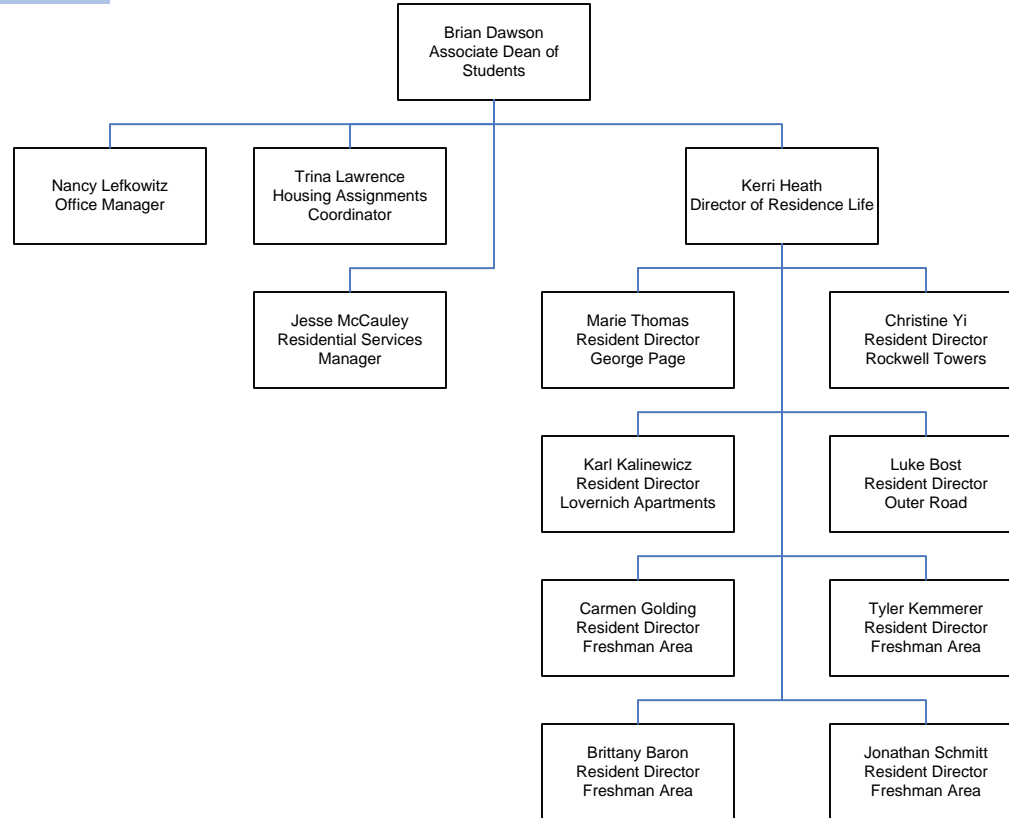 Brian Dawson
Associate Dean of
Students
Nancy Lefkowitz
Office Manager
Trina Lawrence
Housing Assignments
Coordinator
Kerri Heath
Director of Residence Life
Jesse McCauley
Residential Services
Manager
Marie Thomas
Resident Director
George Page
Christine Yi
Resident Director
Rockwell Towers
Karl Kalinewicz
Resident Director
Lovernich Apartments
Luke Bost
Resident Director
Outer Road
Carmen Golding
Resident Director
Freshman Area
Tyler Kemmerer
Resident Director
Freshman Area
Brittany Baron
Resident Director
Freshman Area
Jonathan Schmitt
Resident Director
Freshman Area